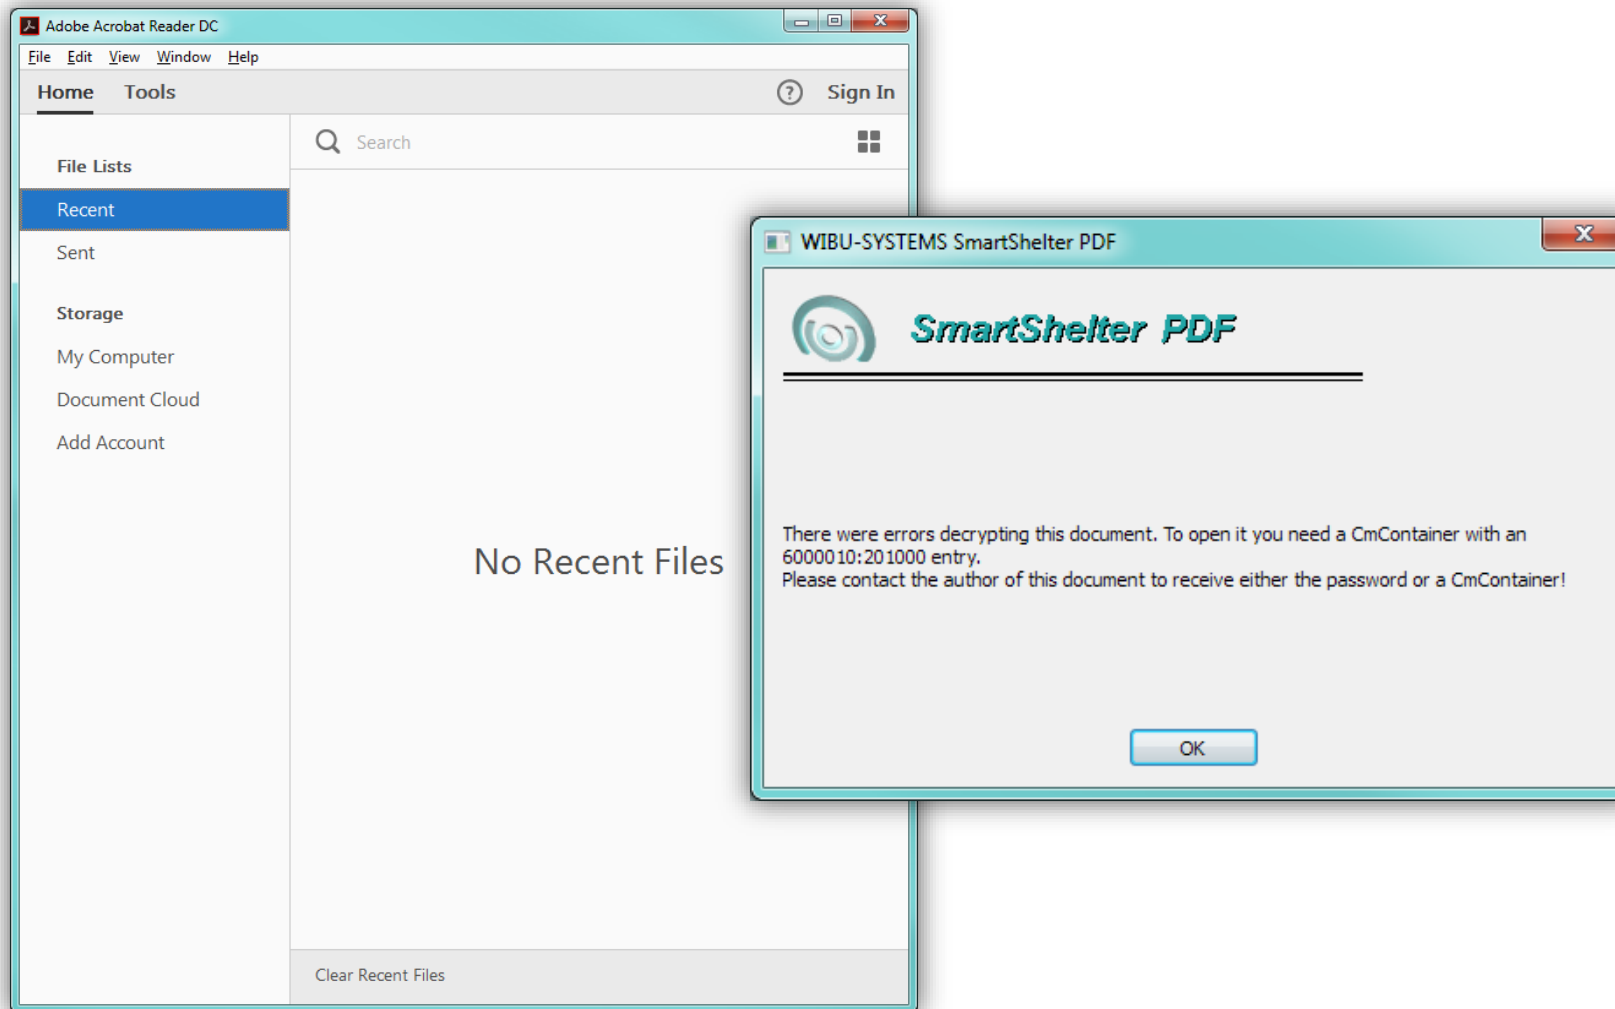 Adobe Acrobat Reader DC
File Edit View Window Help
Home Tools ? Sign In
Search
File Lists
Recent
Sent
Storage
My Computer
Document Cloud
Add Account
No Recent Files
Clear Recent Files
WIBU-SYSTEMS SmartShelter PDF
SmartShelter PDF
There were errors decrypting this document. To open it you need a CmContainer with an
6000010:201000 entry.
Please contact the author of this document to receive either the password or a CmContainer!
OK